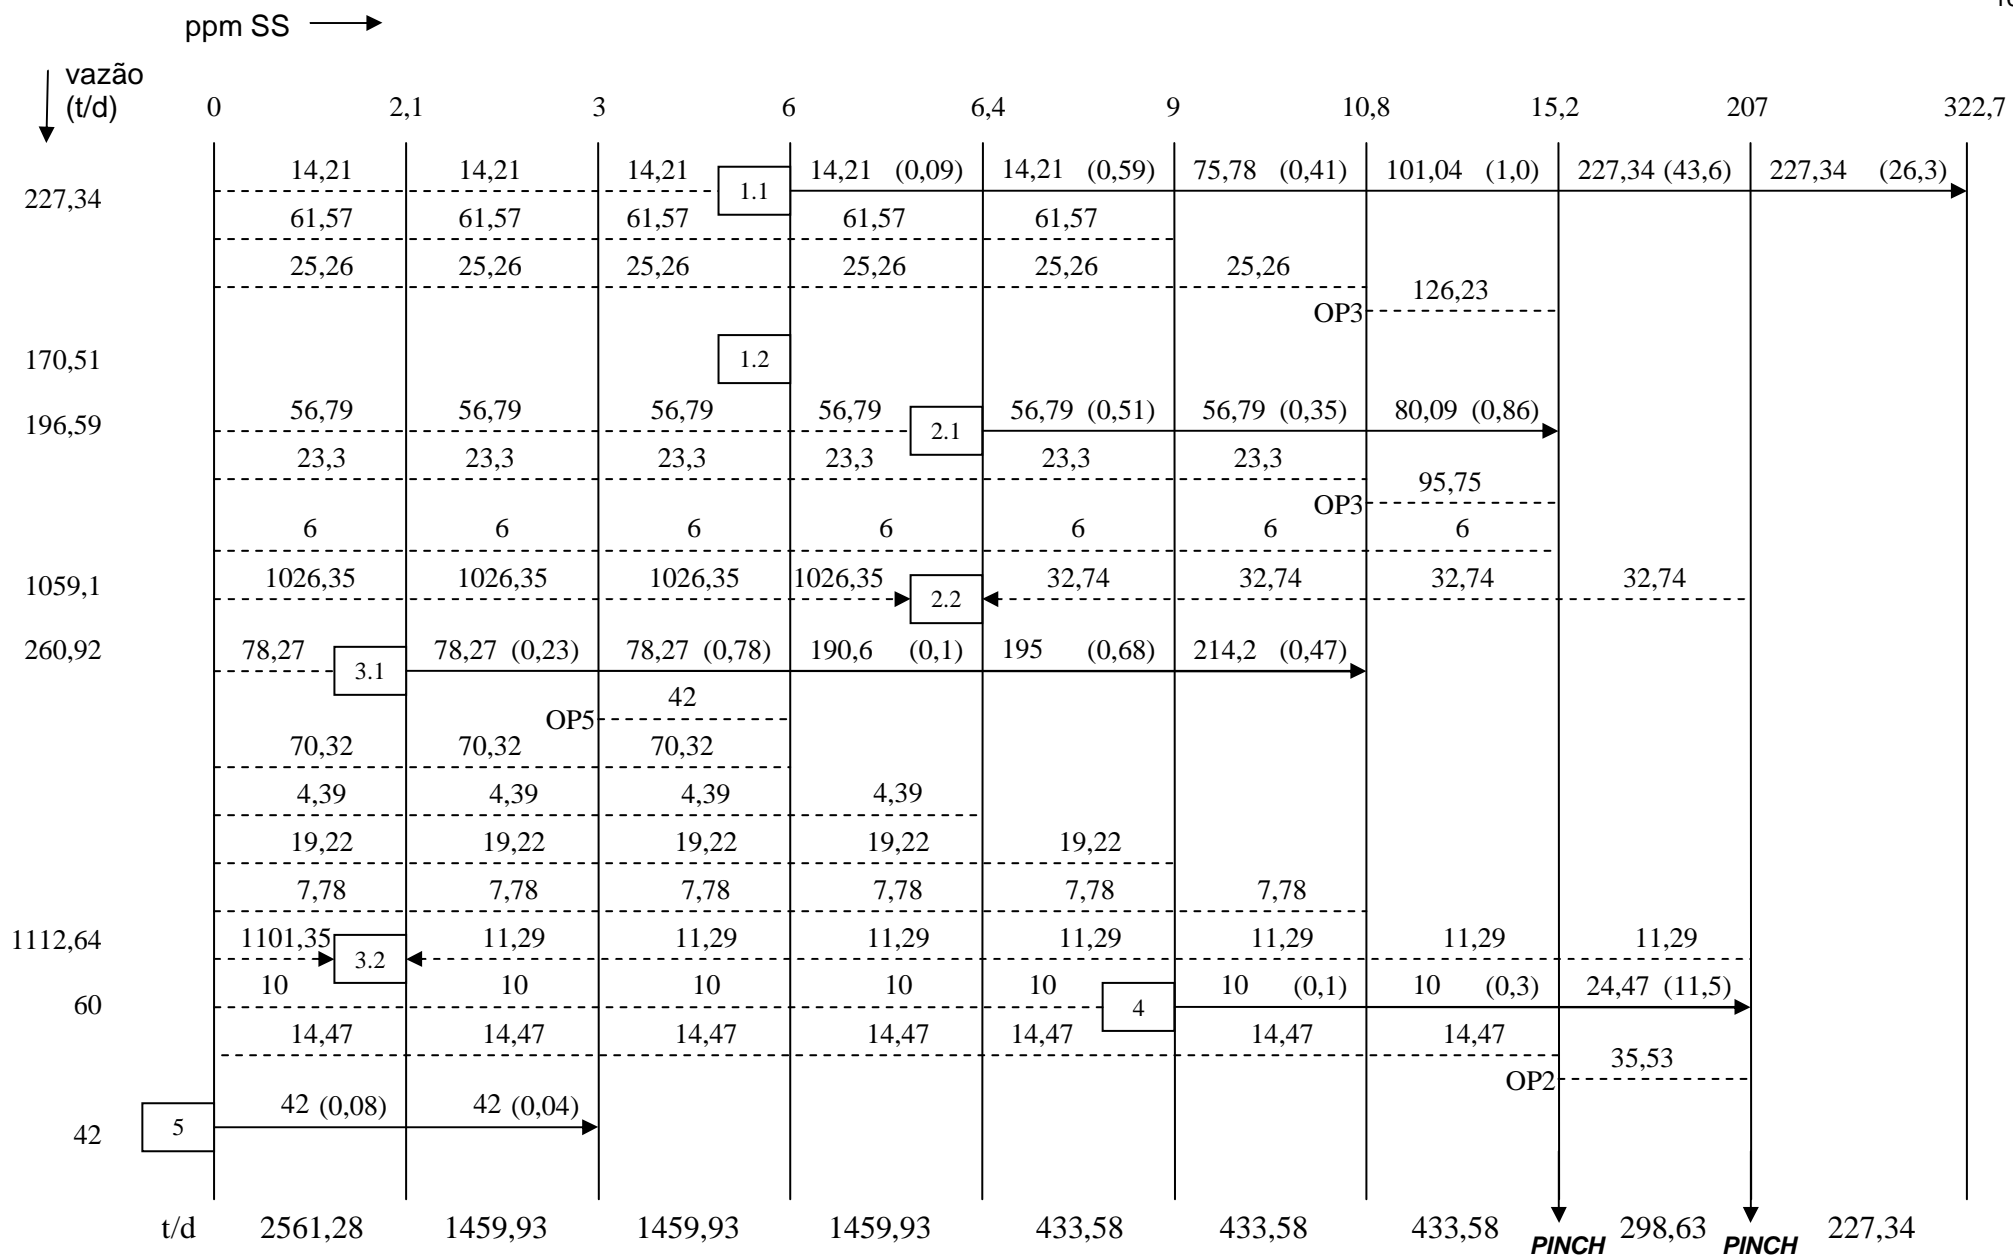 ppm SS
vazão
(t/d)
0 2,1 3 6 6,4 9 10,8 15,2 207 322,7
14,21 14,21 14,21 14,21 (0,09) 14,21 (0,59) 75,78 (0,41) 101,04 (1,0) 227,34 (43,6) 227,34 (26,3)
227,34 1.1
61,57 61,57 61,57 61,57 61,57
25,26 25,26 25,26 25,26 25,26 25,26
126,23
OP3
170,51 1.2
56,79 56,79 56,79 56,79 56,79 (0,51) 56,79 (0,35) 80,09 (0,86)
196,59 2.1
23,3 23,3 23,3 23,3 23,3 23,3
95,75
OP3
6 6 6 6 6 6 6
1026,35 1026,35 1026,35 1026,35 32,74 32,74 32,74 32,74
1059,1 2.2
260,92 78,27 78,27 (0,23) 78,27 (0,78) 190,6 (0,1) 195 (0,68) 214,2 (0,47)
3.1
42
OP5
70,32 70,32 70,32
4,39 4,39 4,39 4,39
19,22 19,22 19,22 19,22 19,22
7,78 7,78 7,78 7,78 7,78 7,78
1112,64 1101,35 11,29 11,29 11,29 11,29 11,29 11,29 11,29
3.2
10 10 10 10 10 10 (0,1) 10 (0,3) 24,47 (11,5)
60 4
14,47 14,47 14,47 14,47 14,47 14,47 14,47
35,53
OP2
42 (0,08) 42 (0,04)
42 5
t/d 2561,28 1459,93 1459,93 1459,93 433,58 433,58 433,58 PINCH 298,63 PINCH 227,34